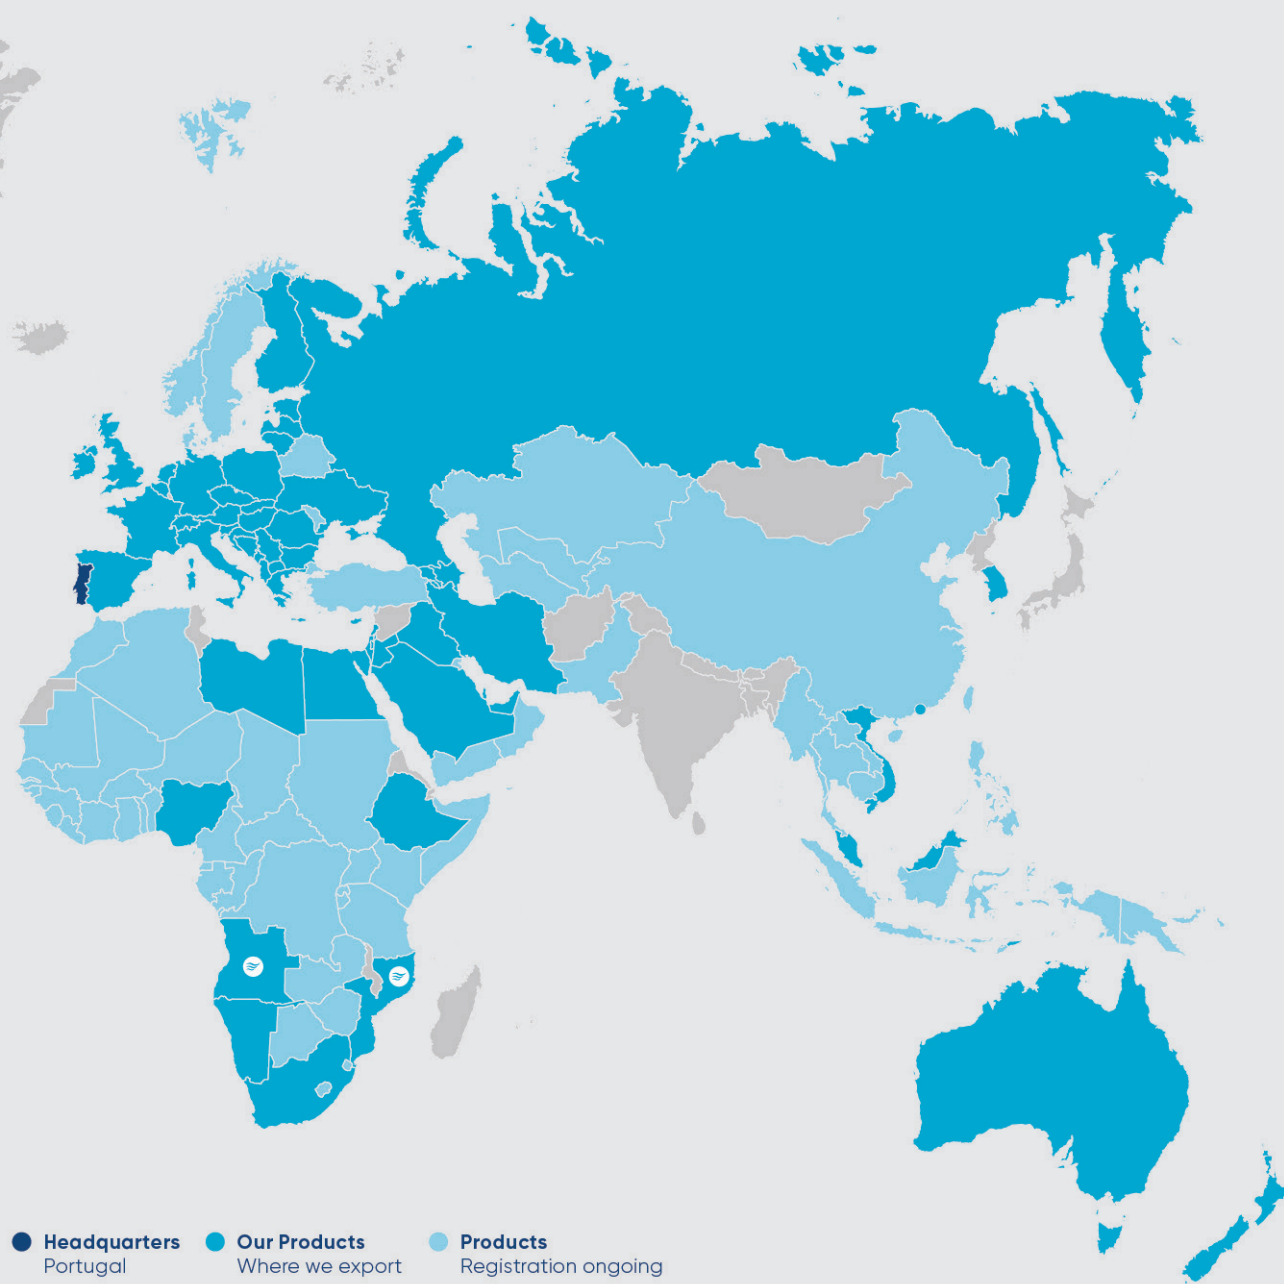 Headquarters
Portugal
Our Products
Where we export
Products
Registration ongoing